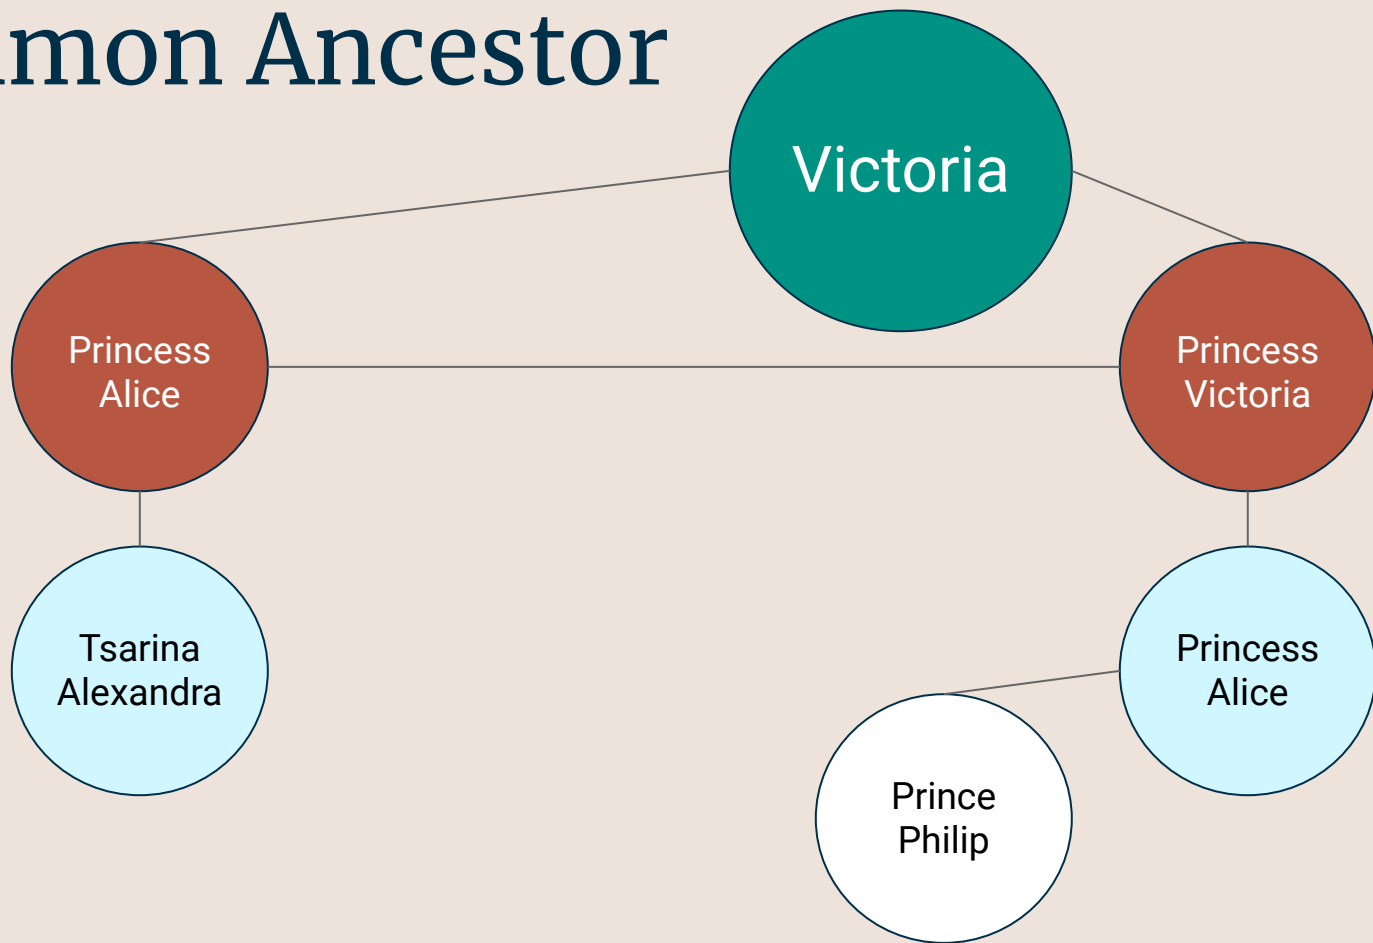 mon Ancestor
Victoria
Princess
Alice
Princess
Victoria
Tsarina
Alexandra
Princess
Alice
Prince
Philip